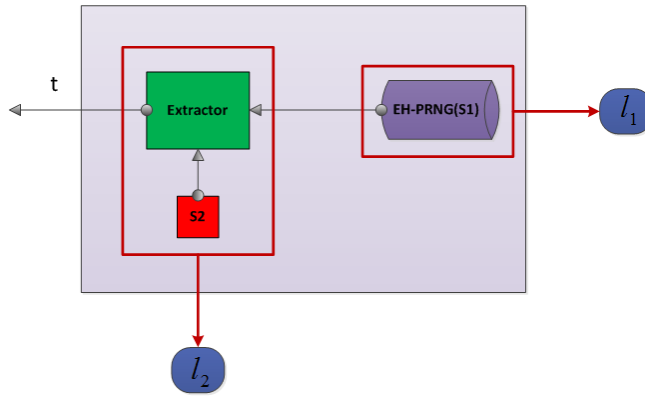 t
Extractor
EH-PRNG(S1)
l1
S2
l2